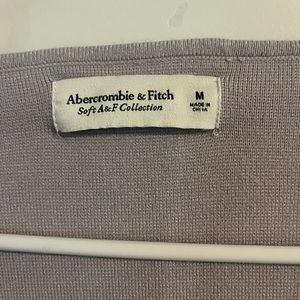 Abercrombie & Fitch
Soft A&F Collection
M
MADE IN
CHINA